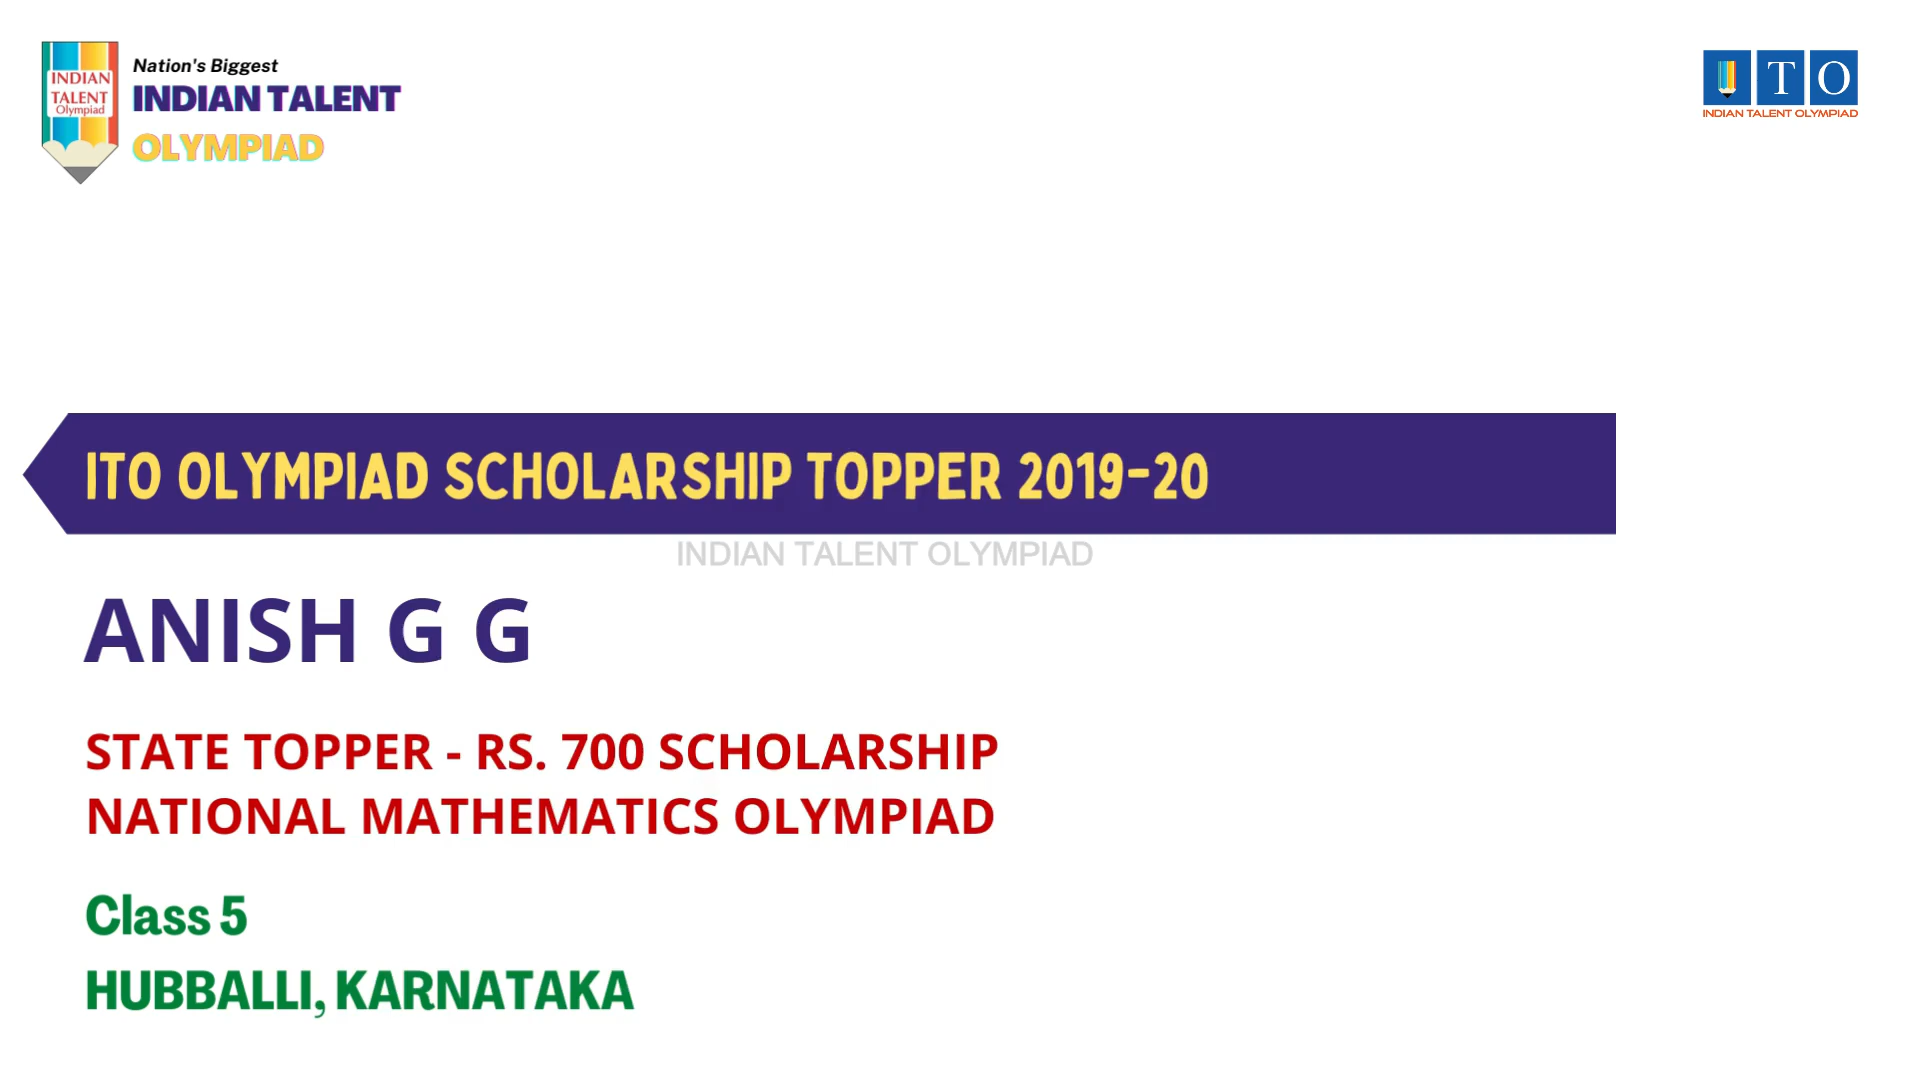 Nation's Biggest
INDIAN TALENT
OLYMPIAD
INDIAN
TALENT
Olympiad
T O
INDIAN TALENT OLYMPIAD
ITO OLYMPIAD SCHOLARSHIP TOPPER 2019-20
INDIAN TALENT OLYMPIAD
ANISH G G
STATE TOPPER - RS. 700 SCHOLARSHIP
NATIONAL MATHEMATICS OLYMPIAD
Class 5
HUBBALLI, KARNATAKA